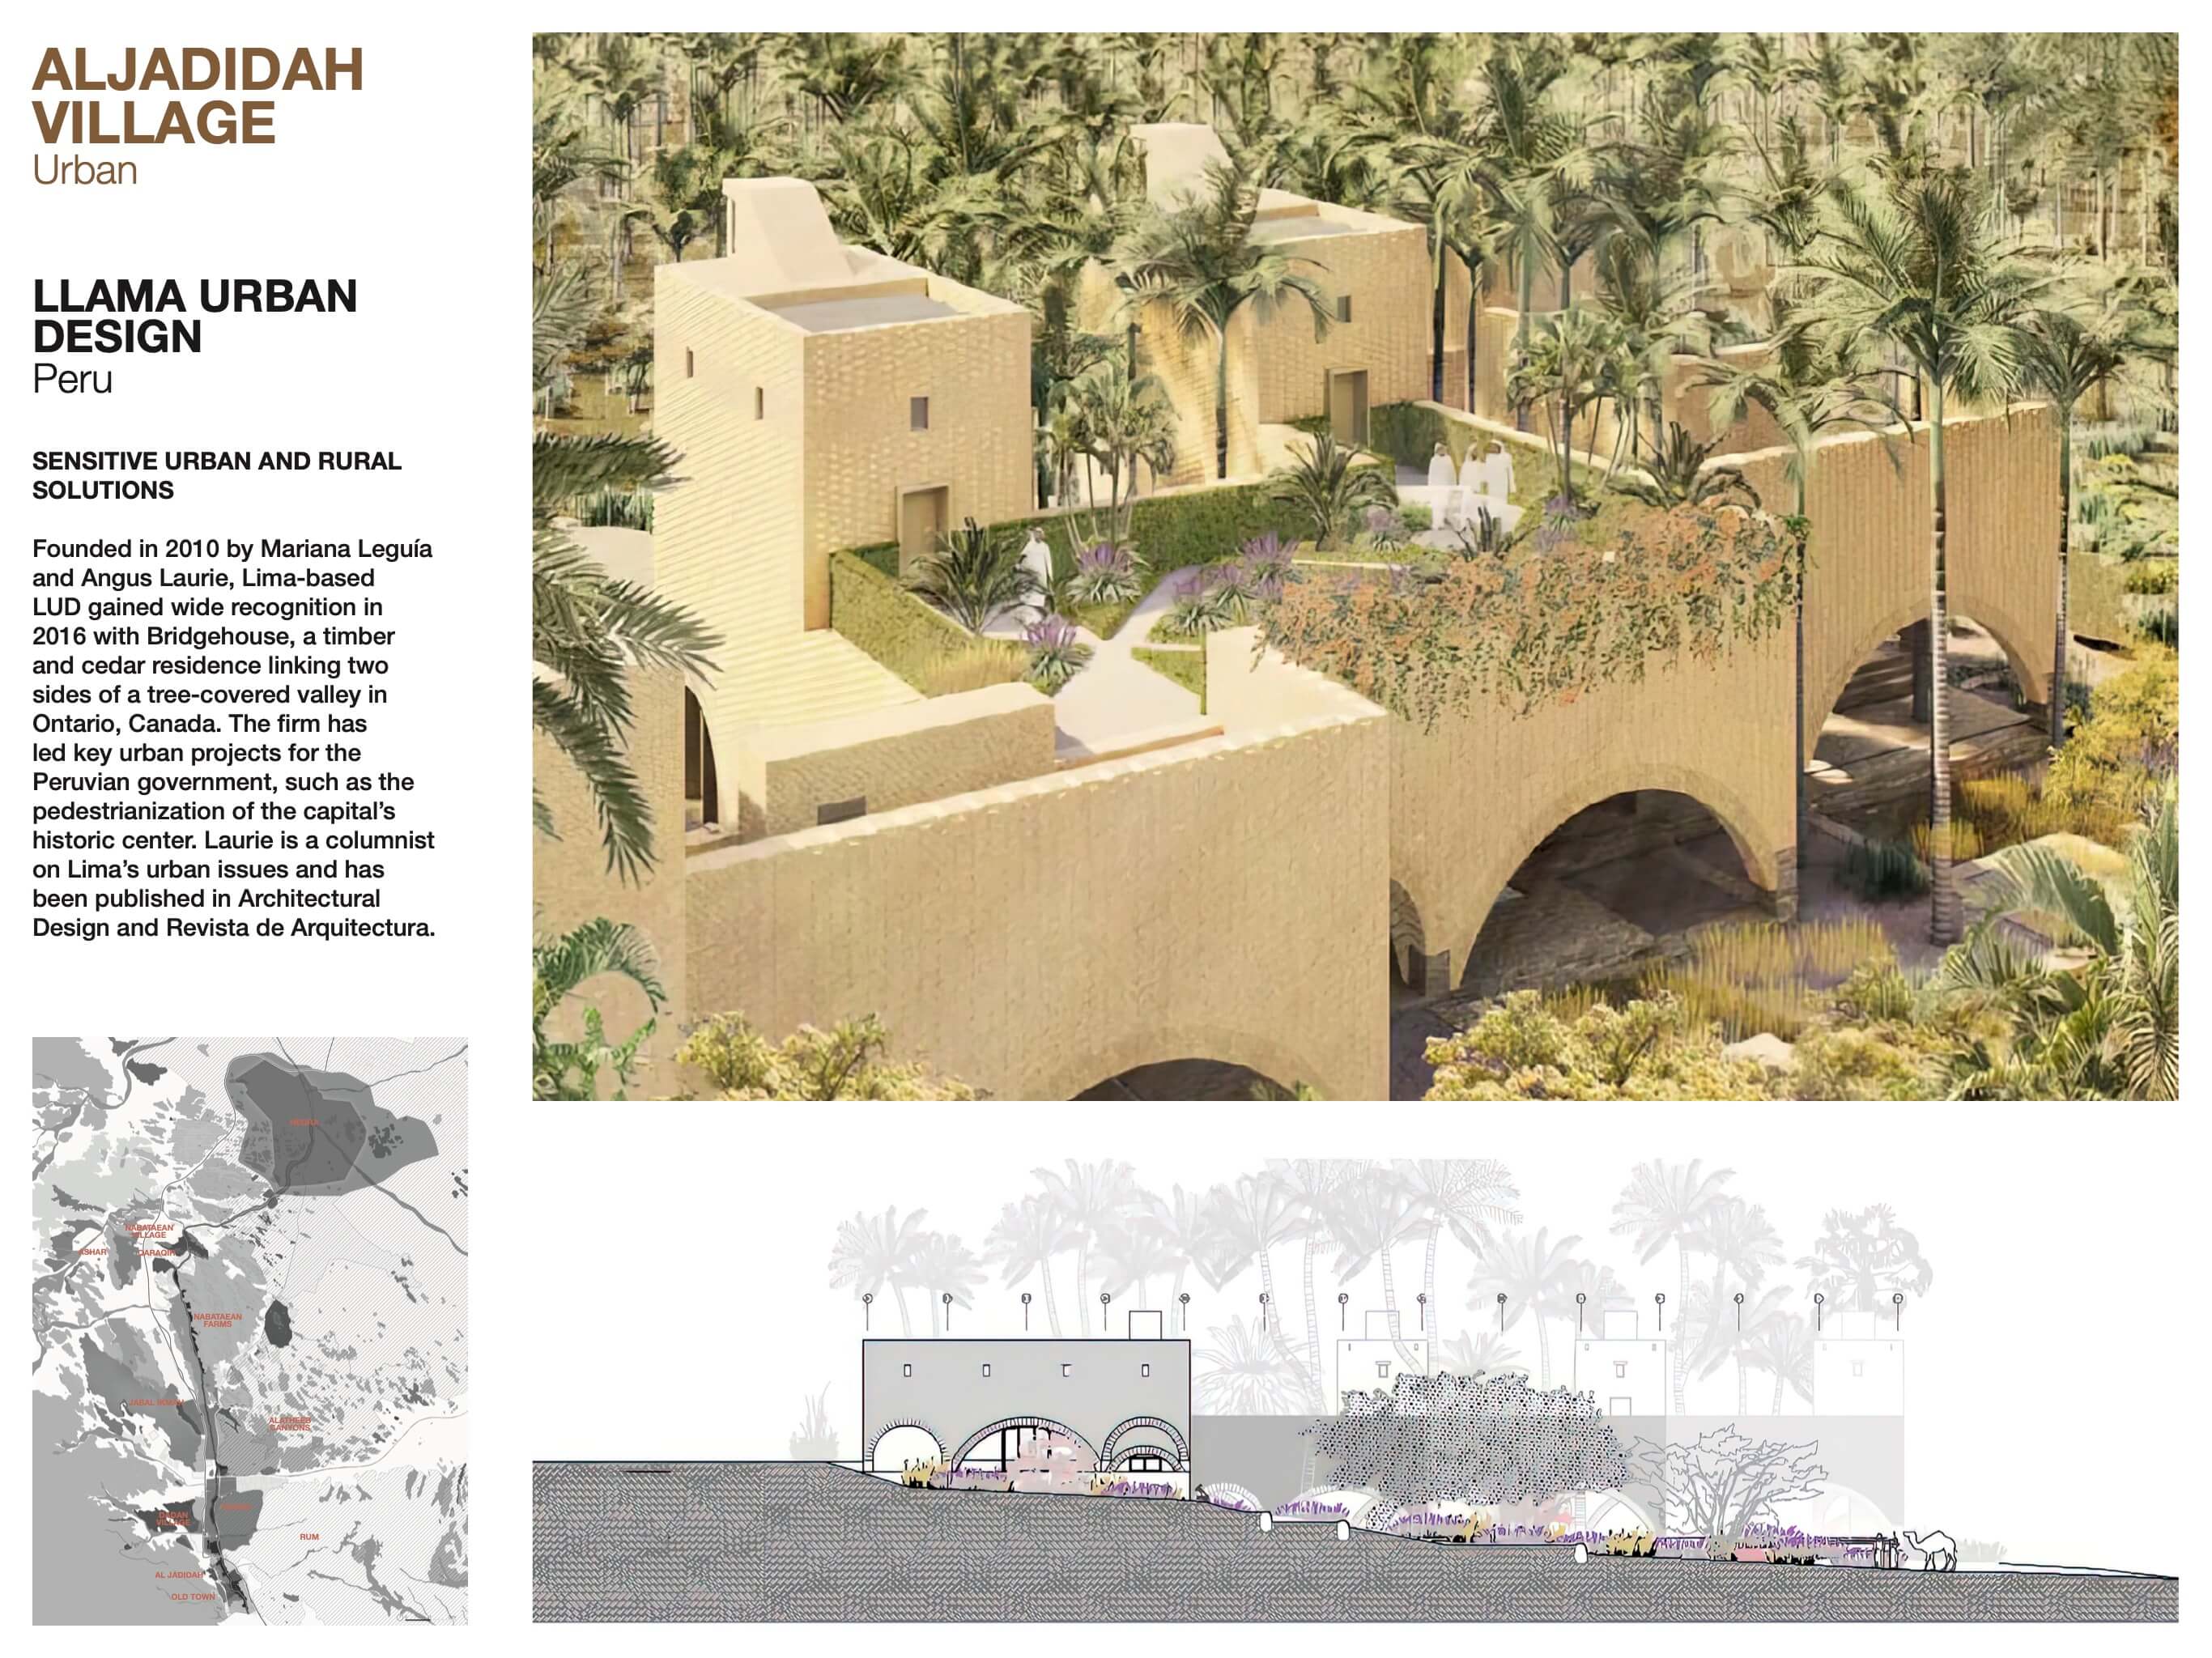 ALJADIDAH
VILLAGE
Urban
LLAMA URBAN
DESIGN
Peru
SENSITIVE URBAN AND RURAL
SOLUTIONS
Founded in 2010 by Mariana Leguía
and Angus Laurie, Lima-based
LUD gained wide recognition in
2016 with Bridgehouse, a timber
and cedar residence linking two
sides of a tree-covered valley in
Ontario, Canada. The firm has
led key urban projects for the
Peruvian government, such as the
pedestrianization of the capital’s
historic center. Laurie is a columnist
on Lima’s urban issues and has
been published in Architectural
Design and Revista de Arquitectura.
HEGRA
NABATAEAN
VILLAGE
ASHAR
QARAQIR
NABATAEAN
FARMS
ALATHEEB
CANYONS
DADAN
VILLAGE
RUM
AL JADIDAH
OLD TOWN